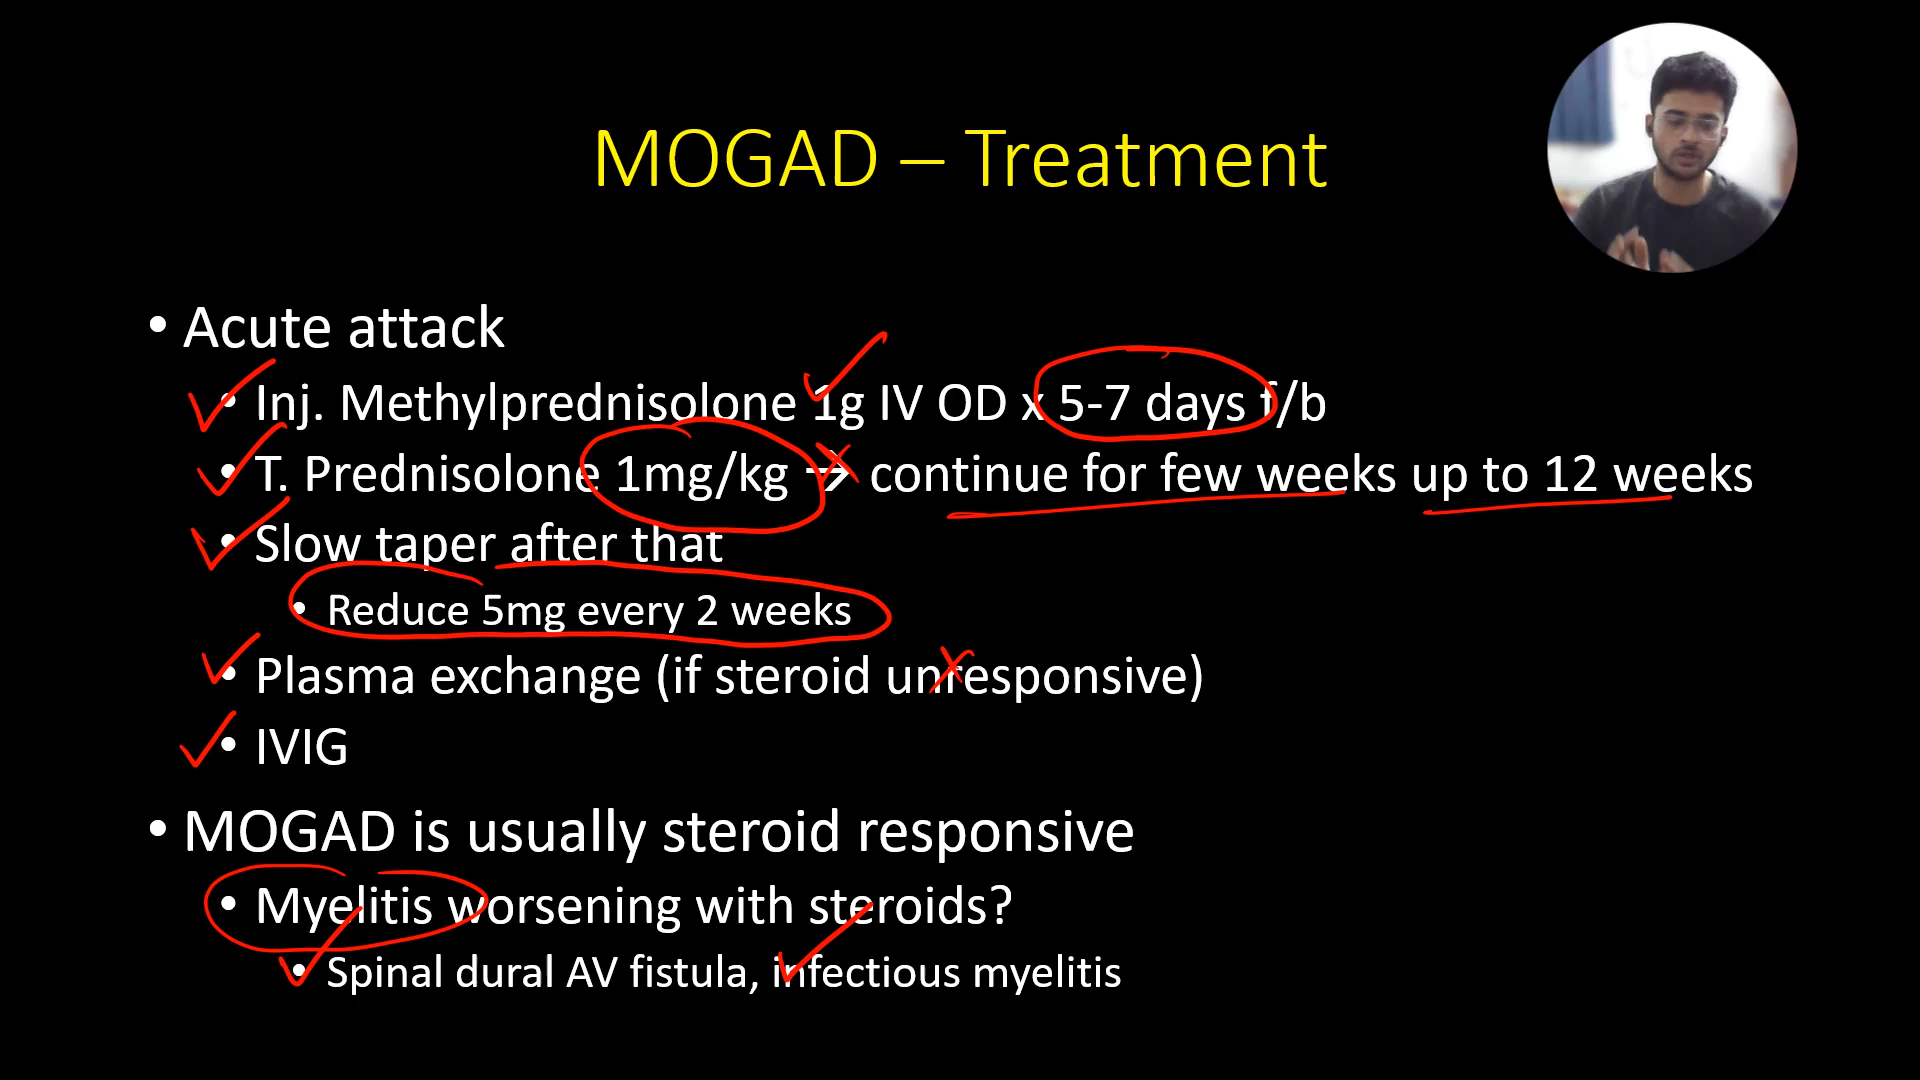 MOGAD – Treatment
• Acute attack
• Inj. Methylprednisolone 1g IV OD x 5-7 days f/b
• T. Prednisolone 1mg/kg → continue for few weeks up to 12 weeks
• Slow taper after that
• Reduce 5mg every 2 weeks
• Plasma exchange (if steroid unresponsive)
• IVIG
• MOGAD is usually steroid responsive
• Myelitis worsening with steroids?
• Spinal dural AV fistula, infectious myelitis